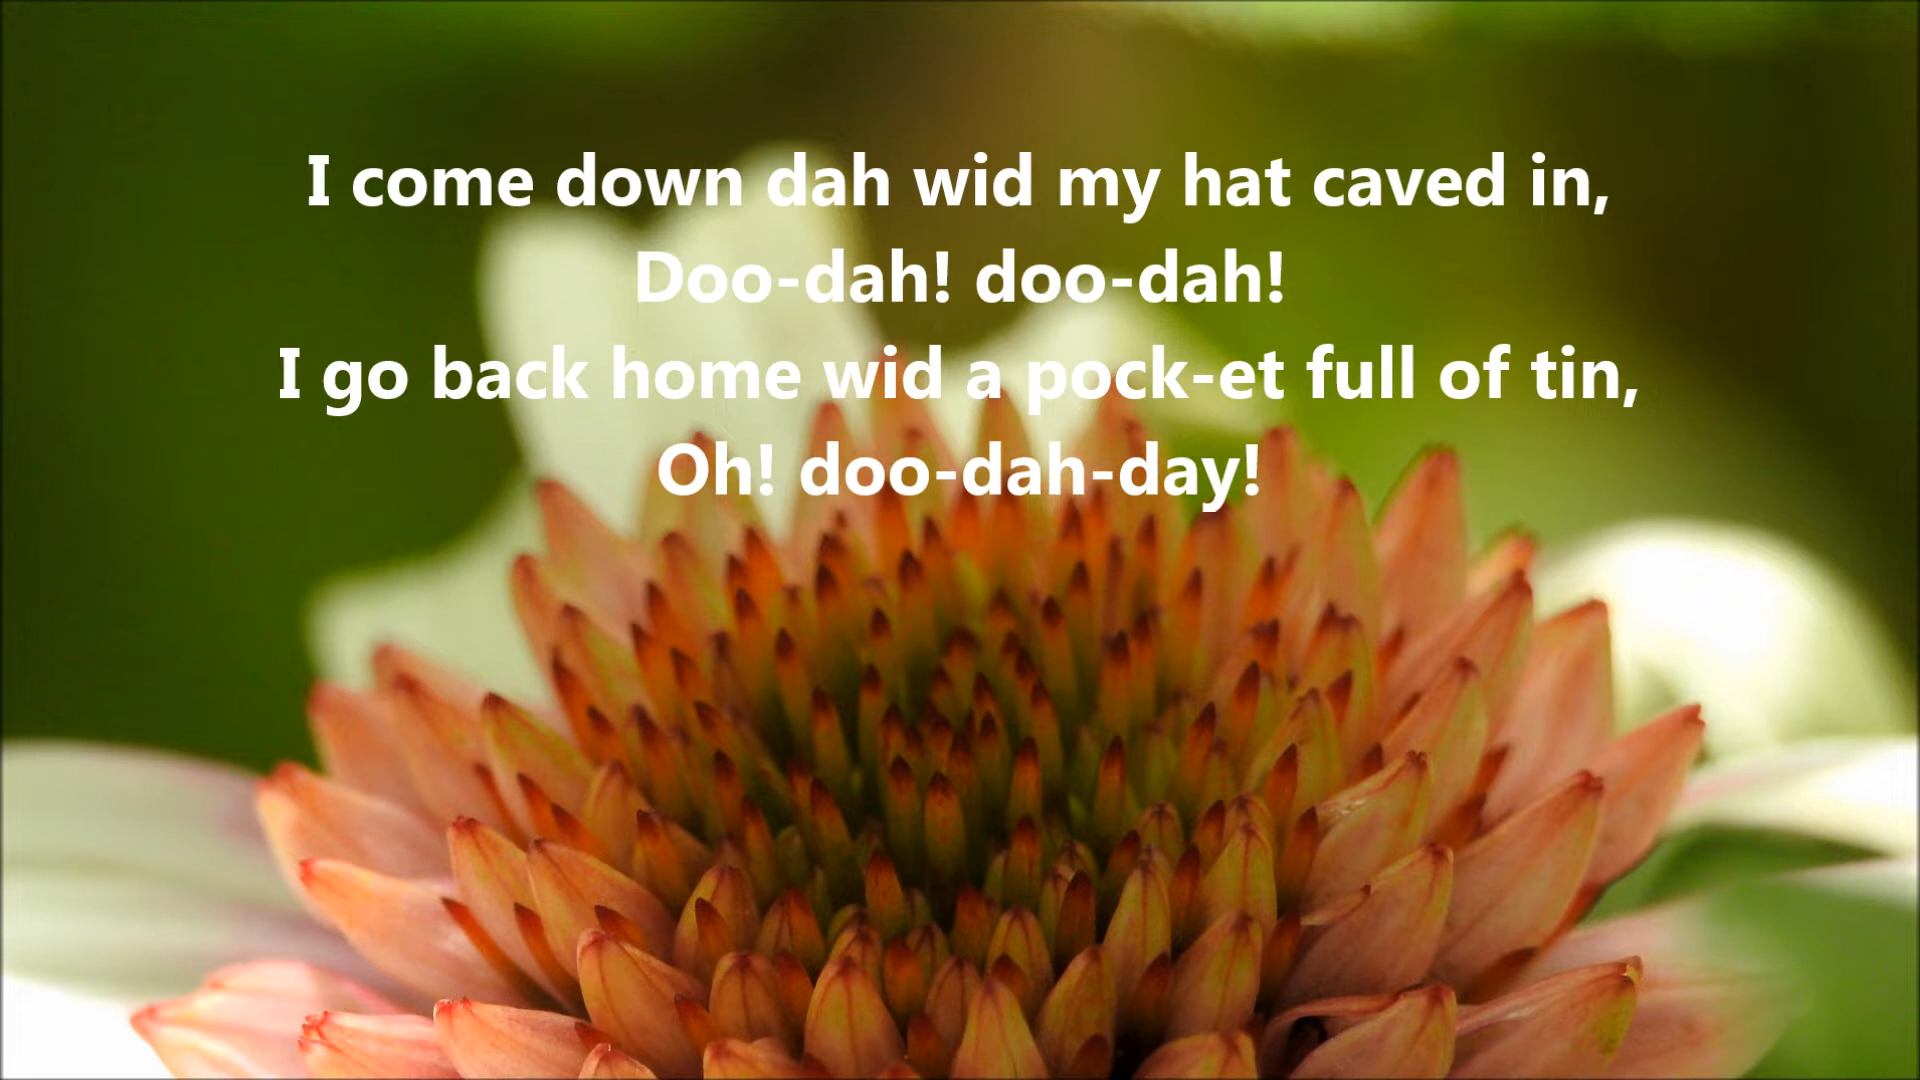 I come down dah wid my hat caved in,
Doo-dah! doo-dah!
I go back home wid a pock-et full of tin,
Oh! doo-dah-day!